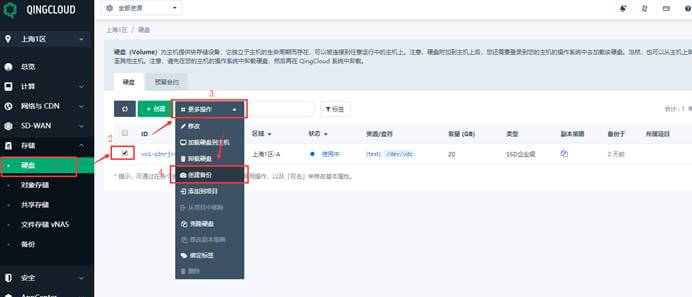 QINGCLOUD
全部资源
上海1区
上海1区 / 硬盘
硬盘（Volume）为主机提供块存储设备，它独立于主机的生命周期而存在，可以被连接到任意运行中的主机上。注意，硬盘附加到主机上后，您还需要登录到您的主机的操作系统中去加载该硬盘。当然，也可以从主机上
至其他主机。注意，请先在您的主机的操作系统中卸载硬盘，然后再在 QingCloud 系统中卸载。
总览
计算
网络与 CDN
SD-WAN
存储
硬盘
对象存储
共享存储
文件存储 vNAS
备份
安全
AppCenter
硬盘
预留合约
3
+ 创建
更多操作
标签
合计：1
2
ID
区域
状态
资源/盘符
容量 (GB)
类型
副本策略
备份于
所属项目
上海1区-A
使用中
(test) /dev/vdc
20
SSD企业级
2 天前
* 提示：可通过在各个
操作，以及「双击」来修改基本属性。
修改
加载硬盘到主机
卸载硬盘
4
创建备份
添加到项目
从项目中移除
克隆硬盘
修改副本策略
绑定标签
删除